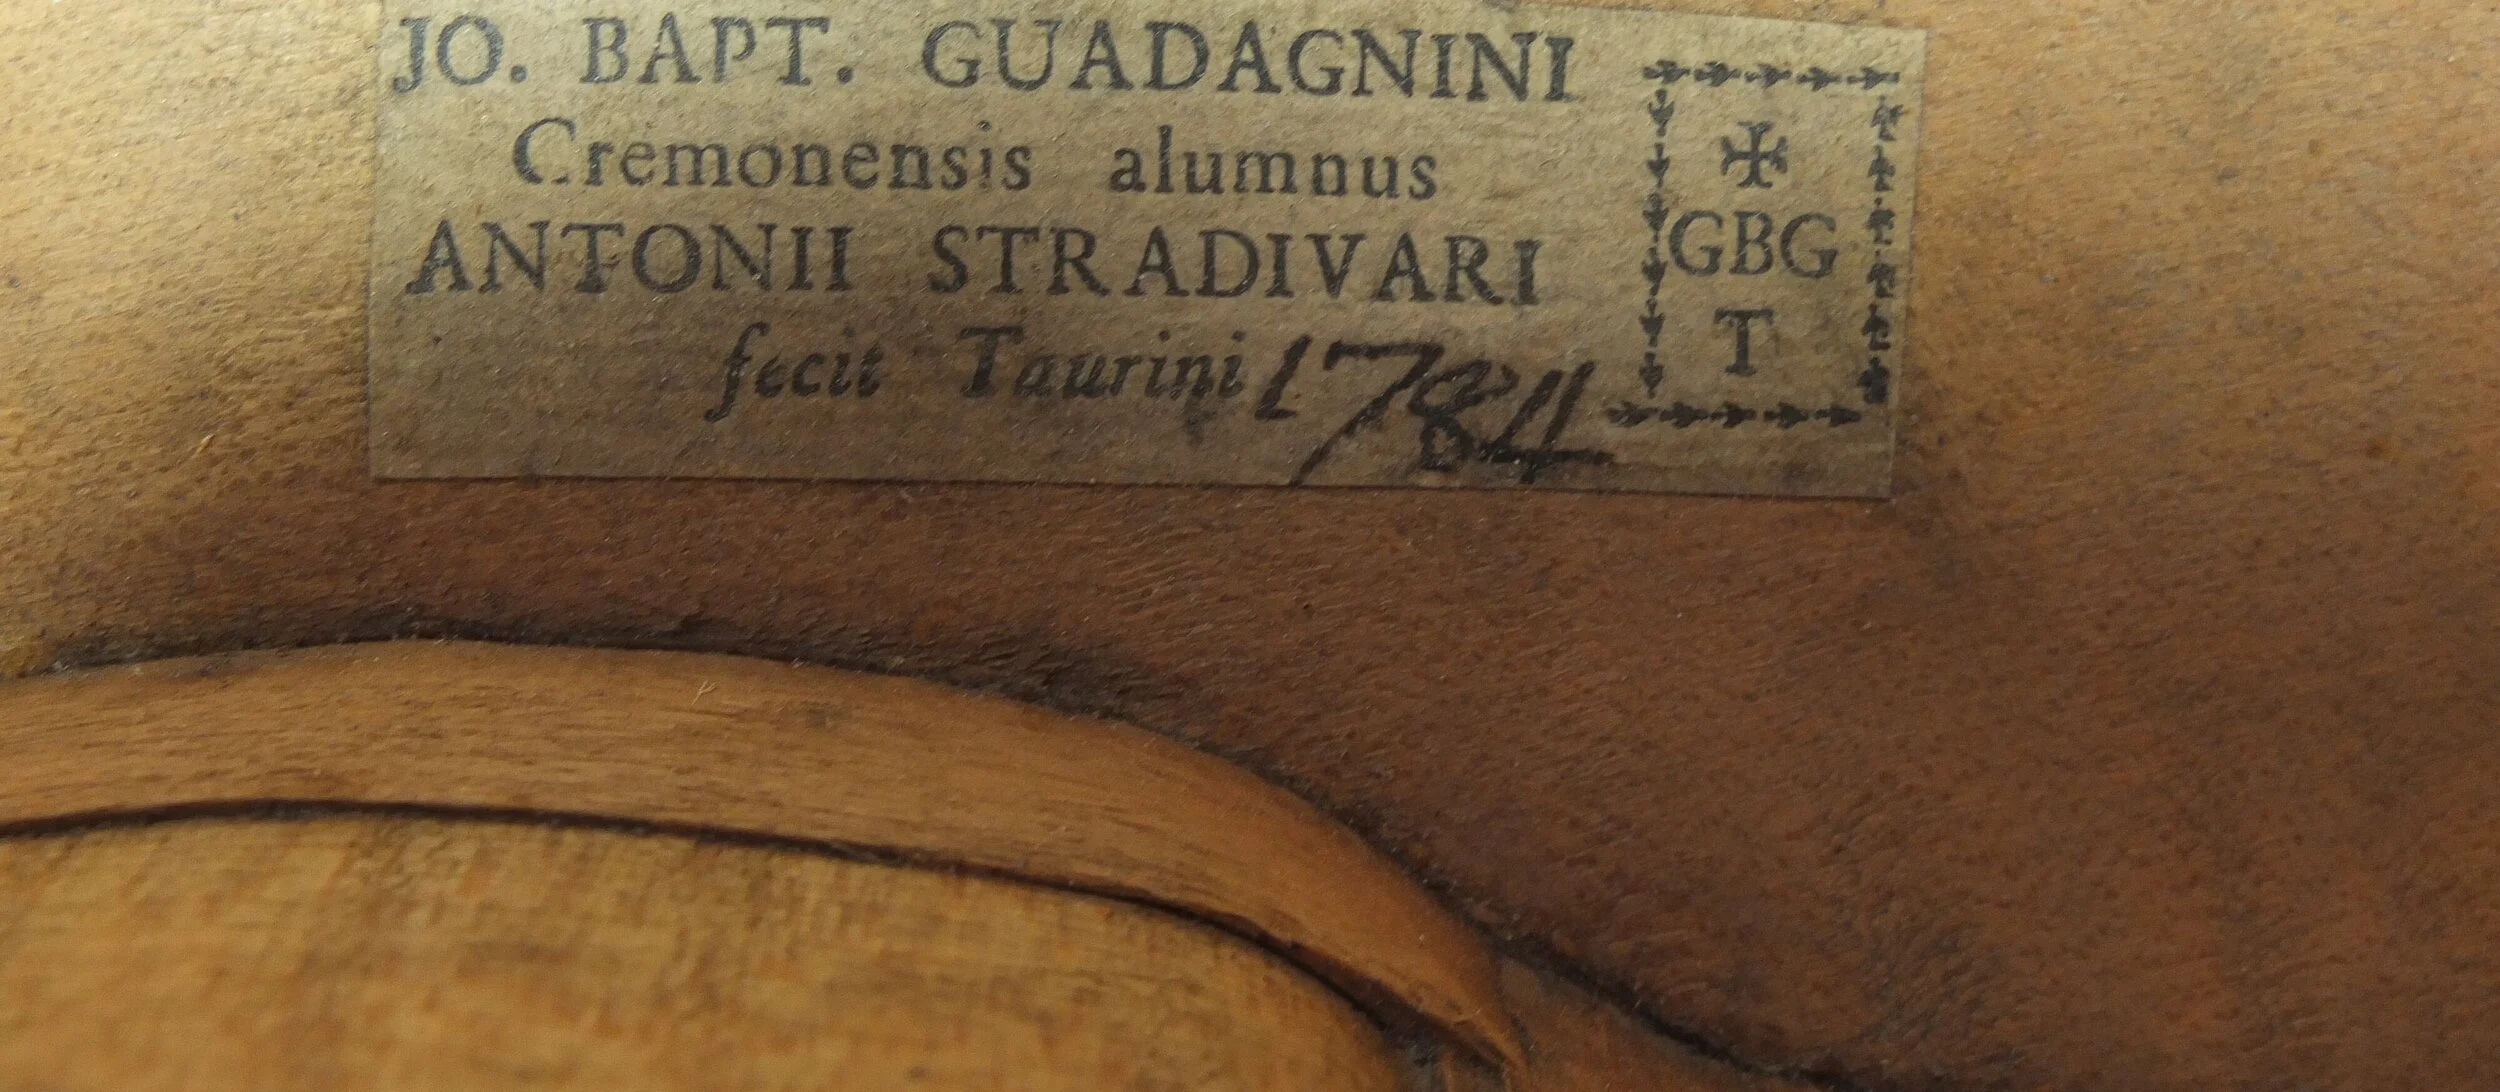 JO. BAPT. GUADAGNINI
Cremonensis alumnus
ANTONII STRADIVARI
fecit Taurini 1784
GBG
T